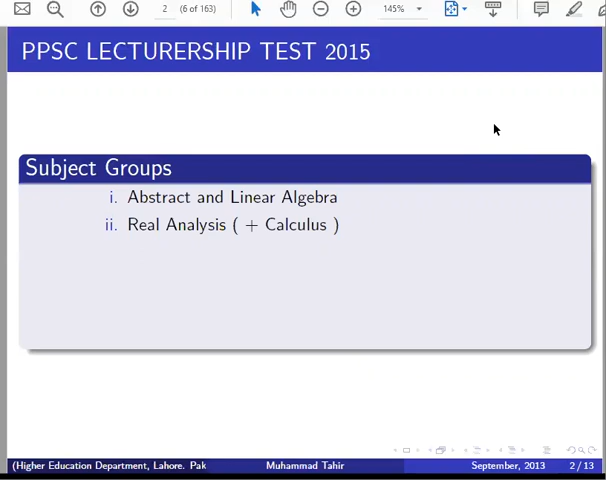 2 (6 of 163) 145%
PPSC LECTURERSHIP TEST 2015
Subject Groups
i. Abstract and Linear Algebra
ii. Real Analysis ( + Calculus )
(Higher Education Department, Lahore. Pak Muhammad Tahir September, 2013 2 / 13